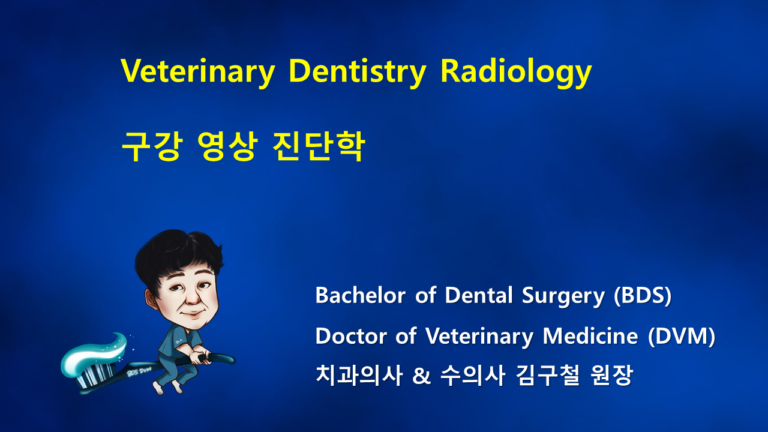 Veterinary Dentistry Radiology
구강 영상 진단학
Bachelor of Dental Surgery (BDS)
Doctor of Veterinary Medicine (DVM)
치과의사 & 수의사 김구철 원장